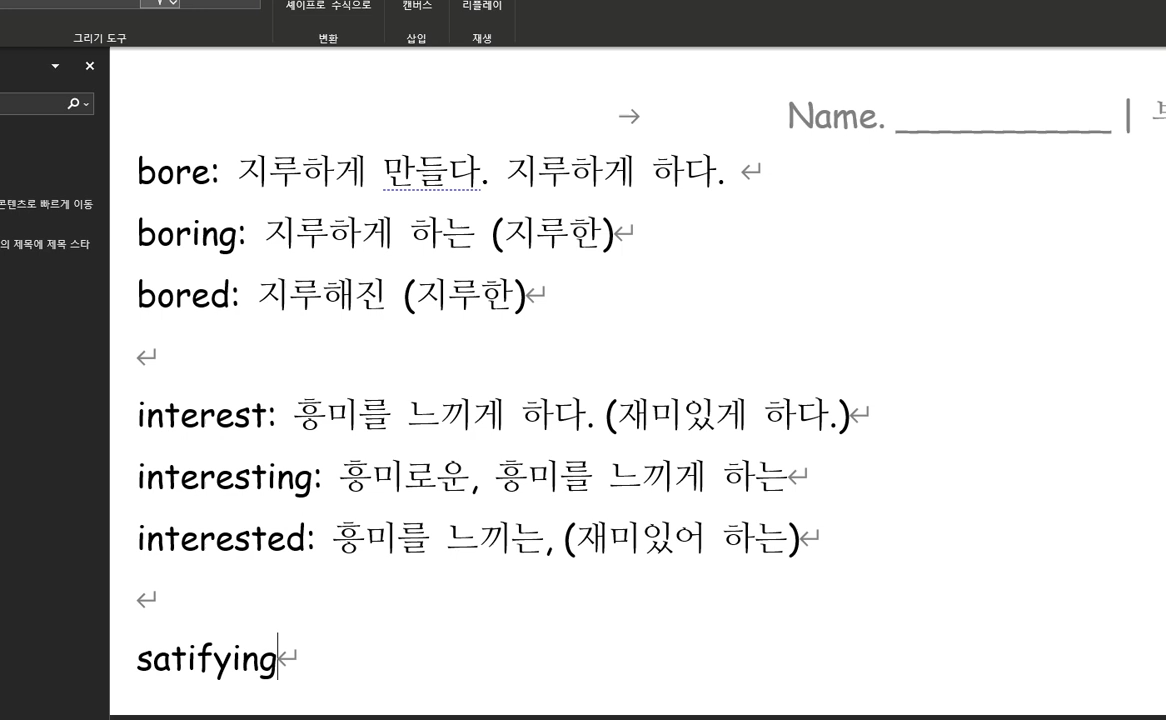 셰이프로 수식으로 캔버스 리플레이
그리기 도구 변환 삽입 재생
→ Name. ____________ |
bore: 지루하게 만들다. 지루하게 하다. ↵
boring: 지루하게 하는 (지루한)↵
bored: 지루해진 (지루한)↵
↵
콘텐츠로 빠르게 이동
의 제목에 제목 스타
interest: 흥미를 느끼게 하다. (재미있게 하다.)↵
interesting: 흥미로운, 흥미를 느끼게 하는↵
interested: 흥미를 느끼는, (재미있어 하는)↵
↵
satifying↵